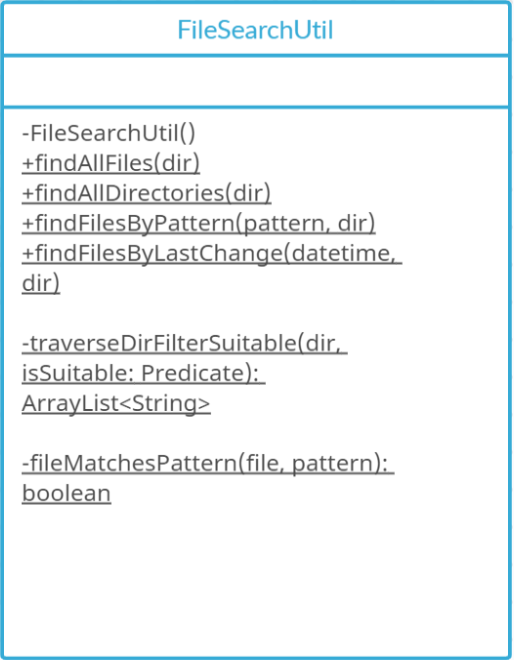 FileSearchUtil
-FileSearchUtil()
+findAllFiles(dir)
+findAllDirectories(dir)
+findFilesByPattern(pattern, dir)
+findFilesByLastChange(datetime,
dir)
-traverseDirFilterSuitable(dir,
isSuitable: Predicate):
ArrayList<String>
-fileMatchesPattern(file, pattern):
boolean